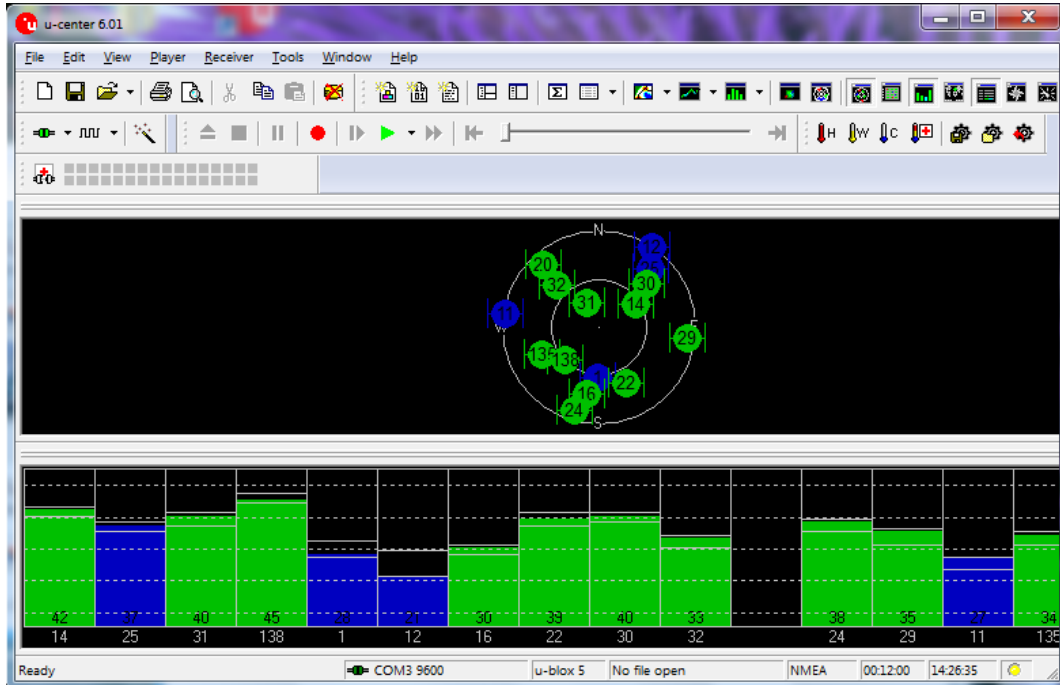 u-center 6.01
File Edit View Player Receiver Tools Window Help
H W C
N
12
20
25
32
30
31
14
11
W
E
29
135
138
1
22
16
24
S
42 37 40 45 28 21 30 39 40 33 38 35 27 34
14 25 31 138 1 12 16 22 30 32 24 29 11 135
Ready COM3 9600 u-blox 5 No file open NMEA 00:12:00 14:26:35